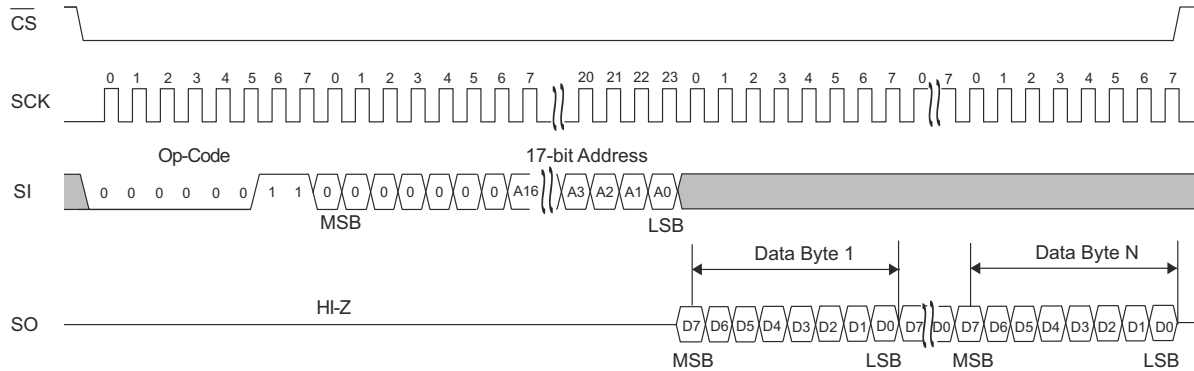 CS
0 1 2 3 4 5 6 7 0 1 2 3 4 5 6 7 20 21 22 23 0 1 2 3 4 5 6 7 0 7 0 1 2 3 4 5 6 7
SCK
Op-Code 17-bit Address
SI 0 0 0 0 0 0 1 1 0 0 0 0 0 0 0 A16 A3 A2 A1 A0
MSB LSB
Data Byte 1 Data Byte N
HI-Z
SO D7 D6 D5 D4 D3 D2 D1 D0 D7 D0 D7 D6 D5 D4 D3 D2 D1 D0
MSB LSB MSB LSB